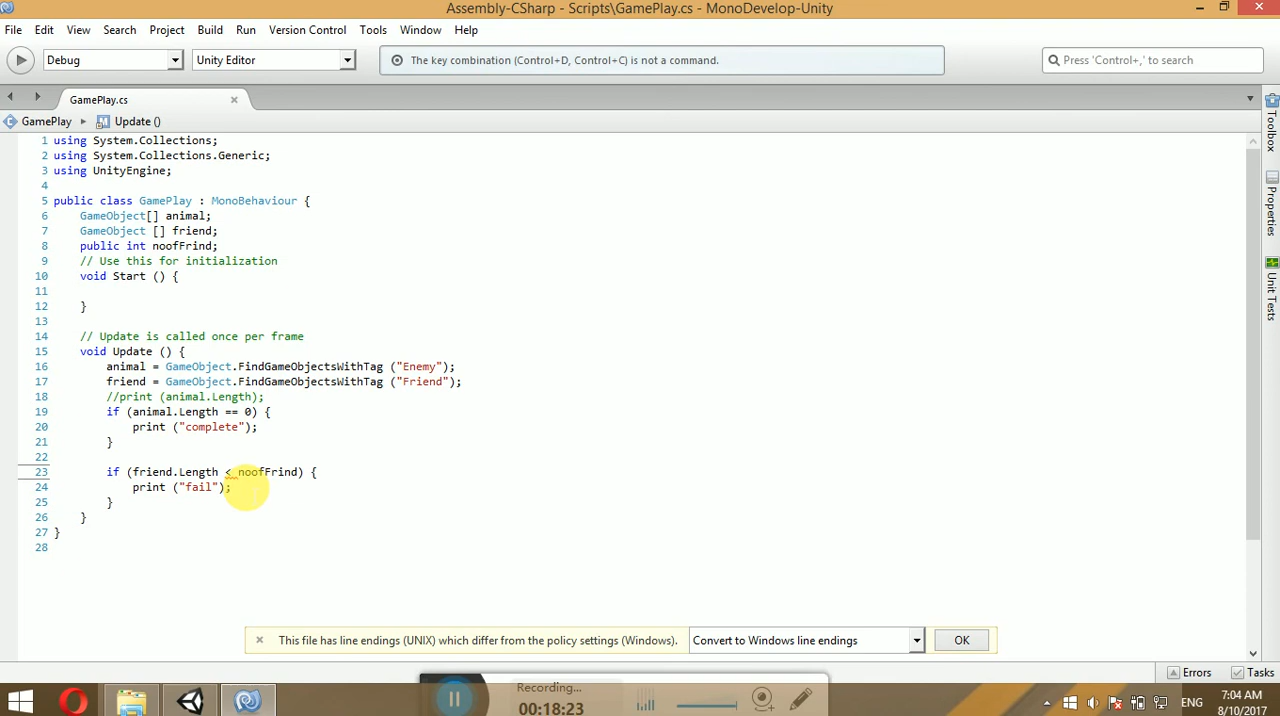 Assembly-CSharp - Scripts\GamePlay.cs - MonoDevelop-Unity
File Edit View Search Project Build Run Version Control Tools Window Help
Debug Unity Editor The key combination (Control+D, Control+C) is not a command. Press 'Control+,' to search
GamePlay.cs
GamePlay Update ()
1 using System.Collections;
2 using System.Collections.Generic;
3 using UnityEngine;
4
5 public class GamePlay : MonoBehaviour {
6 GameObject[] animal;
7 GameObject [] friend;
8 public int noofFrind;
9 // Use this for initialization
10 void Start () {
11
12 }
13
14 // Update is called once per frame
15 void Update () {
16 animal = GameObject.FindGameObjectsWithTag ("Enemy");
17 friend = GameObject.FindGameObjectsWithTag ("Friend");
18 //print (animal.Length);
19 if (animal.Length == 0) {
20 print ("complete");
21 }
22
23 if (friend.Length < noofFrind) {
24 print ("fail");
25 }
26 }
27 }
28
Toolbox
Properties
Unit Tests
This file has line endings (UNIX) which differ from the policy settings (Windows). Convert to Windows line endings OK
Errors Tasks
Recording...
00:18:23
ENG
7:04 AM
8/10/2017